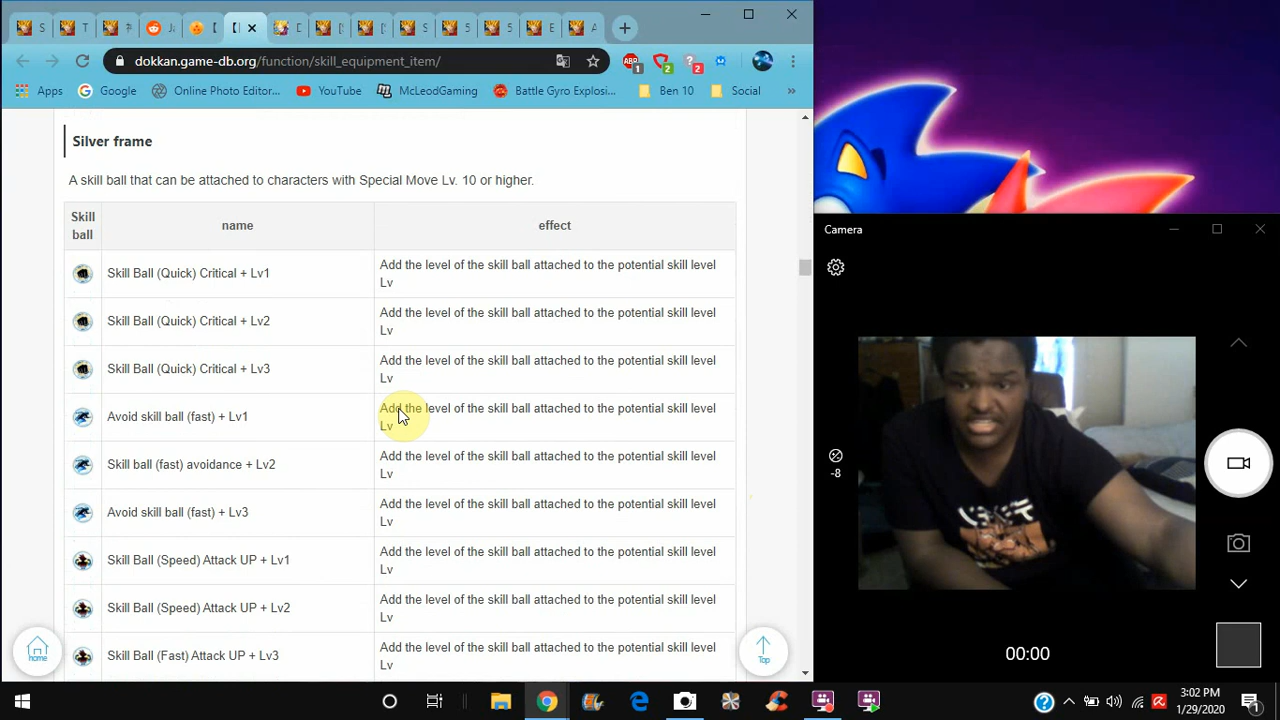 S
T
Ja
[
D
[
[
S
5
5
E
A
dokkan.game-db.org/function/skill_equipment_item/
1
2
2
Apps
Google
Online Photo Editor...
YouTube
McLeodGaming
Battle Gyro Explosi...
Ben 10
Social
»
Silver frame
A skill ball that can be attached to characters with Special Move Lv. 10 or higher.
Skill ball
name
effect
Skill Ball (Quick) Critical + Lv1
Add the level of the skill ball attached to the potential skill level
Lv
Skill Ball (Quick) Critical + Lv2
Add the level of the skill ball attached to the potential skill level
Lv
Skill Ball (Quick) Critical + Lv3
Add the level of the skill ball attached to the potential skill level
Lv
Avoid skill ball (fast) + Lv1
Add the level of the skill ball attached to the potential skill level
Lv
Skill ball (fast) avoidance + Lv2
Add the level of the skill ball attached to the potential skill level
Lv
Avoid skill ball (fast) + Lv3
Add the level of the skill ball attached to the potential skill level
Lv
Skill Ball (Speed) Attack UP + Lv1
Add the level of the skill ball attached to the potential skill level
Lv
Skill Ball (Speed) Attack UP + Lv2
Add the level of the skill ball attached to the potential skill level
Lv
Skill Ball (Fast) Attack UP + Lv3
Add the level of the skill ball attached to the potential skill level
Lv
home
Top
Camera
-8
00:00
3:02 PM
1/29/2020
1